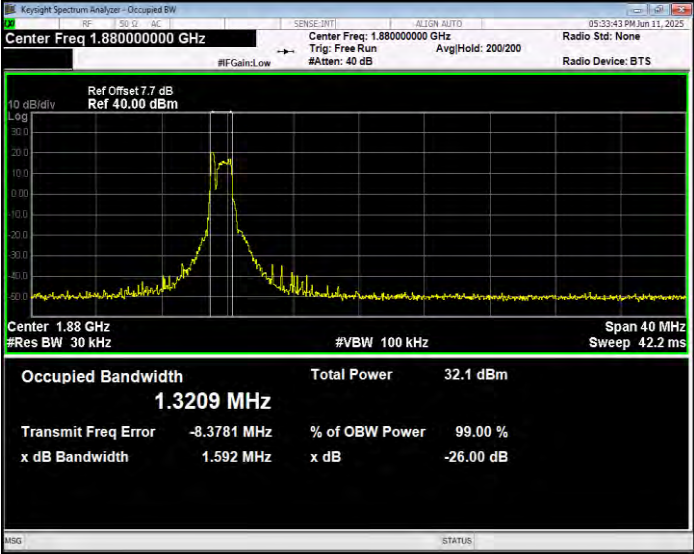 Keysight Spectrum Analyzer - Occupied BW
RF 50 Ω AC SENSE:INT ALIGN AUTO 05:33:43 PM Jun 11, 2025
Center Freq 1.880000000 GHz Center Freq: 1.880000000 GHz Radio Std: None
Trig: Free Run Avg|Hold: 200/200
#IFGain:Low #Atten: 40 dB Radio Device: BTS
Ref Offset 7.7 dB
10 dB/div Ref 40.00 dBm
Log
30.0
20.0
10.0
0.00
-10.0
-20.0
-30.0
-40.0
-50.0
Center 1.88 GHz Span 40 MHz
#Res BW 30 kHz #VBW 100 kHz Sweep 42.2 ms
Occupied Bandwidth Total Power 32.1 dBm
1.3209 MHz
Transmit Freq Error -8.3781 MHz % of OBW Power 99.00 %
x dB Bandwidth 1.592 MHz x dB -26.00 dB
MSG STATUS